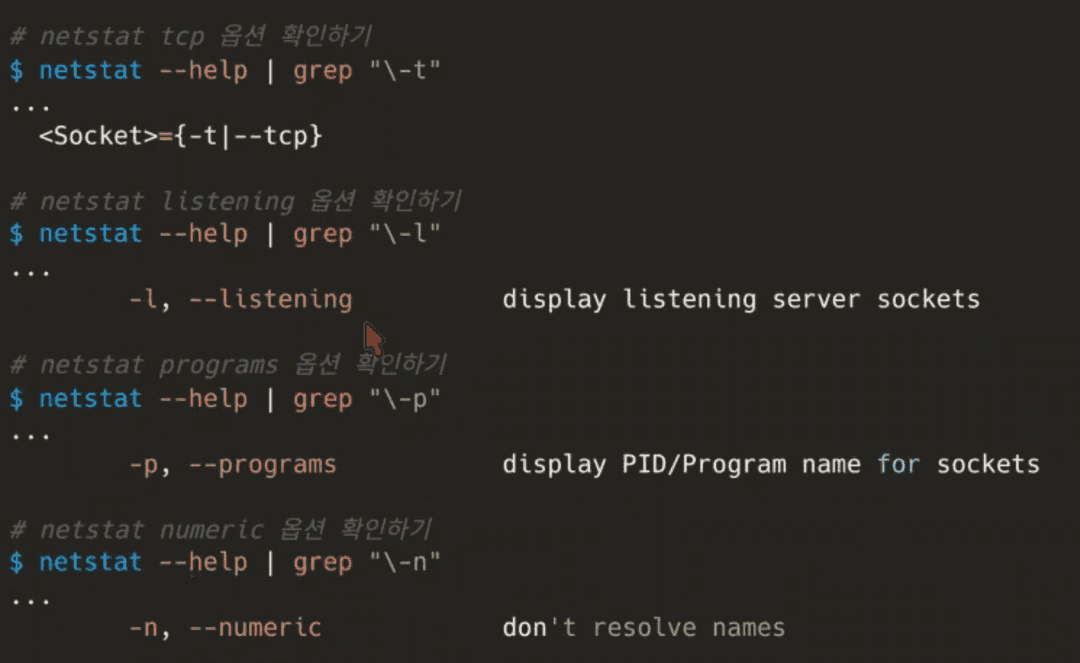 # netstat tcp 옵션 확인하기
$ netstat --help | grep "\-t"
...
<Socket>={-t|--tcp}
# netstat listening 옵션 확인하기
$ netstat --help | grep "\-l"
...
-l, --listening display listening server sockets
# netstat programs 옵션 확인하기
$ netstat --help | grep "\-p"
...
-p, --programs display PID/Program name for sockets
# netstat numeric 옵션 확인하기
$ netstat --help | grep "\-n"
...
-n, --numeric don't resolve names